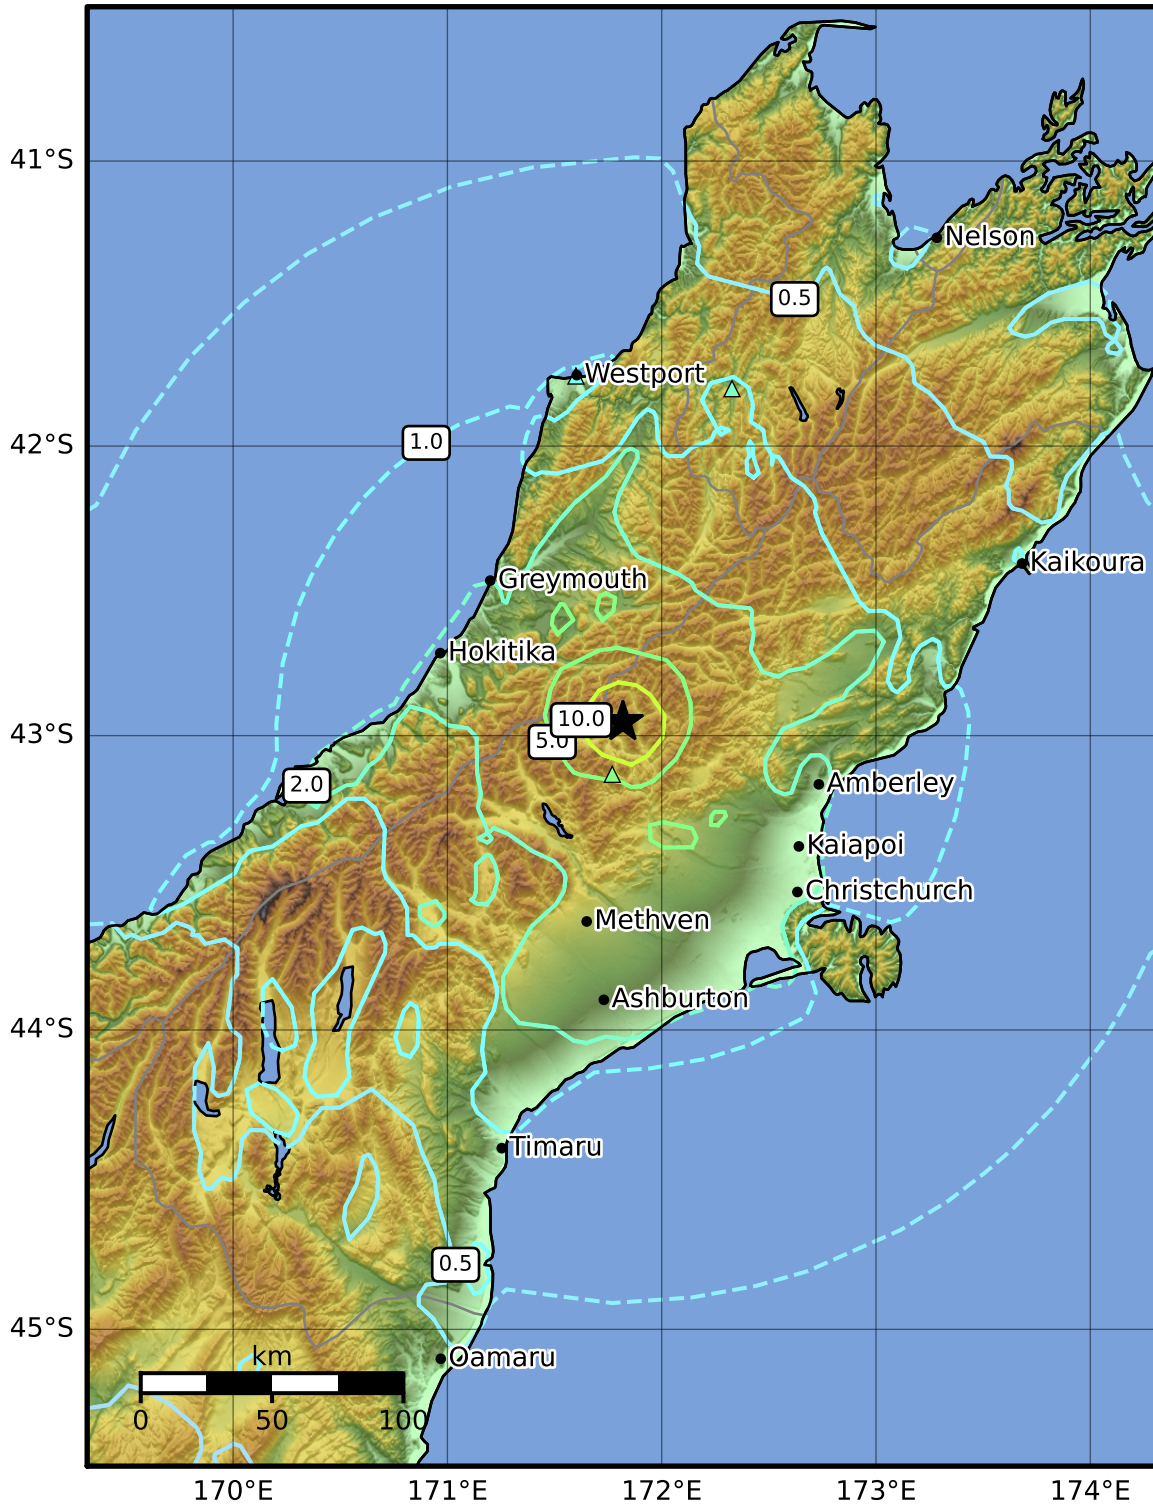 41°S
Nelson
0.5
Westport
42°S
1.0
Kaikoura
Greymouth
Hokitika
10.0
43°S
5.0
2.0
Amberley
Kaiapoi
Christchurch
Methven
Ashburton
44°S
Timaru
0.5
45°S
km
Oamaru
0 50 100
170°E 171°E 172°E 173°E 174°E